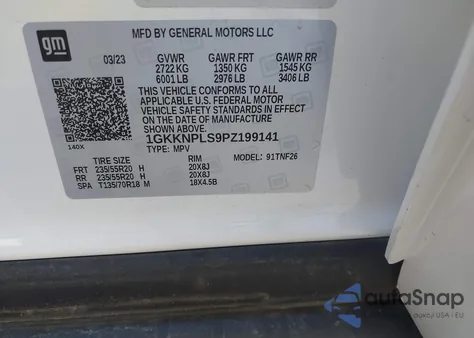 gm
MFD BY GENERAL MOTORS LLC
03/23 GVWR GAWR FRT GAWR RR
2722 KG 1350 KG 1545 KG
6001 LB 2976 LB 3406 LB
THIS VEHICLE CONFORMS TO ALL
APPLICABLE U.S. FEDERAL MOTOR
VEHICLE SAFETY STANDARDS IN EFFECT
ON THE DATE OF MANUFACTURE
SHOWN ABOVE.
140X
1GKKNPLS9PZ199141
TYPE: MPV MODEL: 91TNF26
TIRE SIZE RIM
FRT 235/55R20 H 20X8J
RR 235/55R20 H 20X8J
SPA T135/70R18 M 18X4.5B
autoSnap